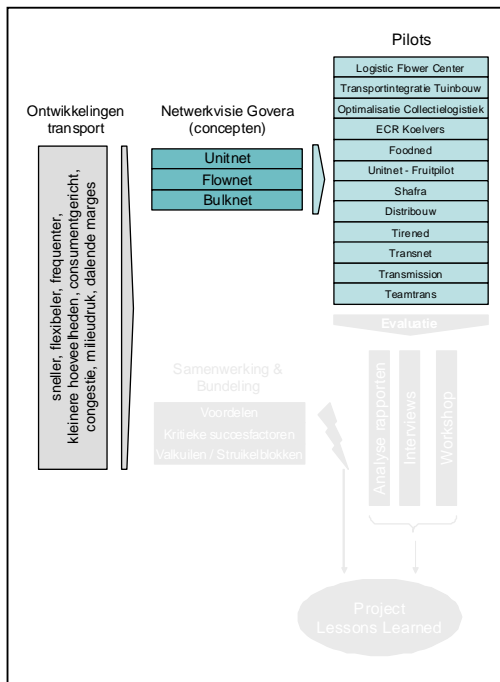 Pilots
Logistic Flower Center
Transportintegratie Tuinbouw
Optimalisatie Collectielogistiek
ECR Koelvers
Foodned
Unitnet - Fruitpilot
Shafra
Distribouw
Tirened
Transnet
Transmission
Teamtrans
Ontwikkelingen
transport
Netwerkvisie Govera
(concepten)
Unitnet
Flownet
Bulknet
sneller, flexibeler, frequenter,
kleinere hoeveelheden, consumentgericht,
congestie, milieudruk, dalende marges
Evaluatie
Samenwerking &
Bundeling
Voordelen
Kritieke succesfactoren
Valkuilen / Struikelblokken
Analyse rapporten
Interviews
Workshop
Project
Lessons Learned